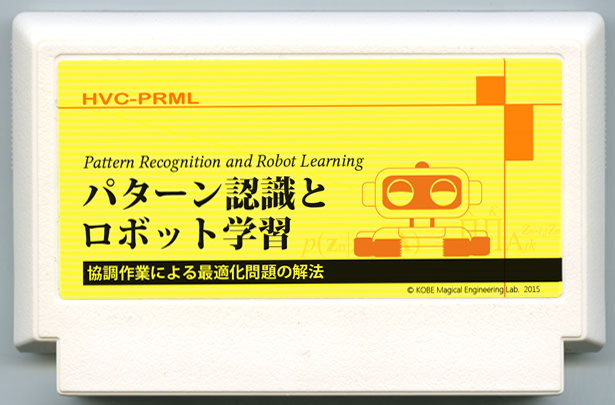 HVC-PRML
Pattern Recognition and Robot Learning
パターン認識と
ロボット学習
協調作業による最適化問題の解法
© KOBE Magical Engineering Lab. 2015